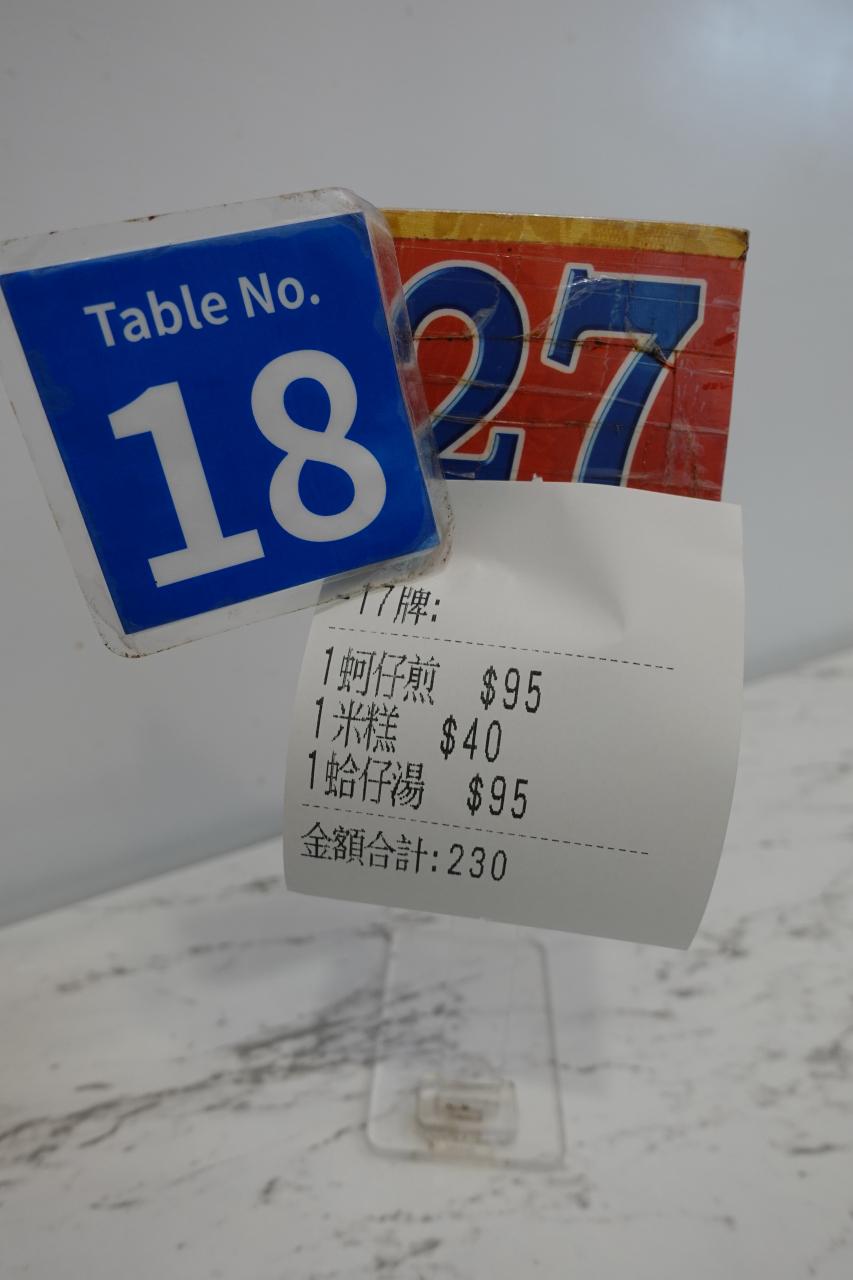 Table No.
18
27
-17牌:
1蚵仔煎 $95
1米糕 $40
1蛤仔湯 $95
金額合計:230